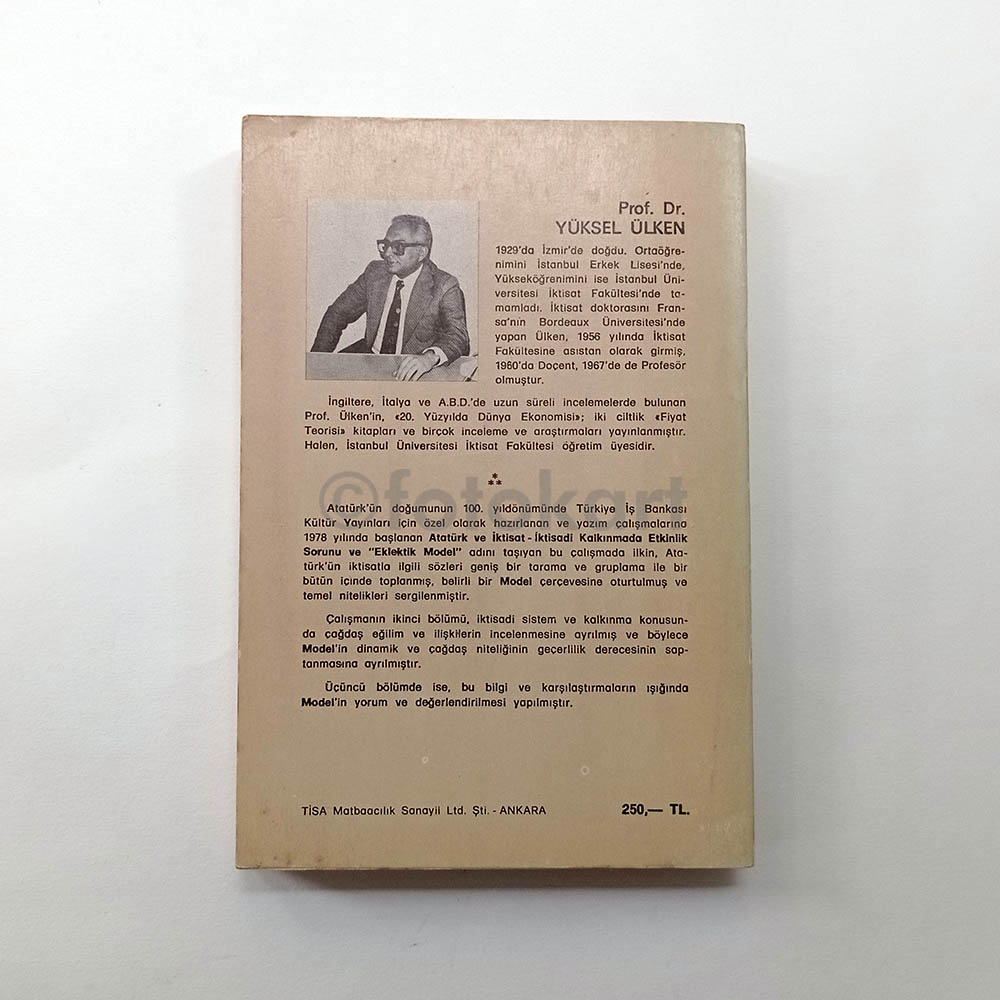 Prof. Dr.
YÜKSEL ÜLKEN
1929'da İzmir'de doğdu. Ortaöğre-
nimini İstanbul Erkek Lisesi'nde,
Yükseköğrenimini ise İstanbul Üni-
versitesi İktisat Fakültesi'nde ta-
mamladı. İktisat doktorasını Fran-
sa'nın Bordeaux Üniversitesi'nde
yapan Ülken, 1956 yılında İktisat
Fakültesine asistan olarak girmiş,
1960'da Doçent, 1967'de de Profesör
olmuştur.
İngiltere, İtalya ve A.B.D.'de uzun süreli incelemelerde bulunan
Prof. Ülken'in, «20. Yüzyılda Dünya Ekonomisi»; iki ciltlik «Fiyat
Teorisi» kitapları ve birçok inceleme ve araştırmaları yayınlanmıştır.
Halen, İstanbul Üniversitesi İktisat Fakültesi öğretim üyesidir.
*
**
©fotokart
Atatürk'ün doğumunun 100. yıldönümünde Türkiye İş Bankası
Kültür Yayınları için özel olarak hazırlanan ve yazım çalışmalarına
1978 yılında başlanan Atatürk ve İktisat - İktisadi Kalkınmada Etkinlik
Sorunu ve "Eklektik Model" adını taşıyan bu çalışmada ilkin, Ata-
türk'ün iktisatla ilgili sözleri geniş bir tarama ve gruplama ile bir
bütün içinde toplanmış, belirli bir Model çerçevesine oturtulmuş ve
temel nitelikleri sergilenmiştir.
Çalışmanın ikinci bölümü, iktisadi sistem ve kalkınma konusun-
da çağdaş eğilim ve ilişkilerin incelenmesine ayrılmış ve böylece
Model'in dinamik ve çağdaş niteliğinin geçerlilik derecesinin sap-
tanmasına ayrılmıştır.
Üçüncü bölümde ise, bu bilgi ve karşılaştırmaların ışığında
Model'in yorum ve değerlendirilmesi yapılmıştır.
TİSA Matbaacılık Sanayii Ltd. Şti. - ANKARA
250,— TL.